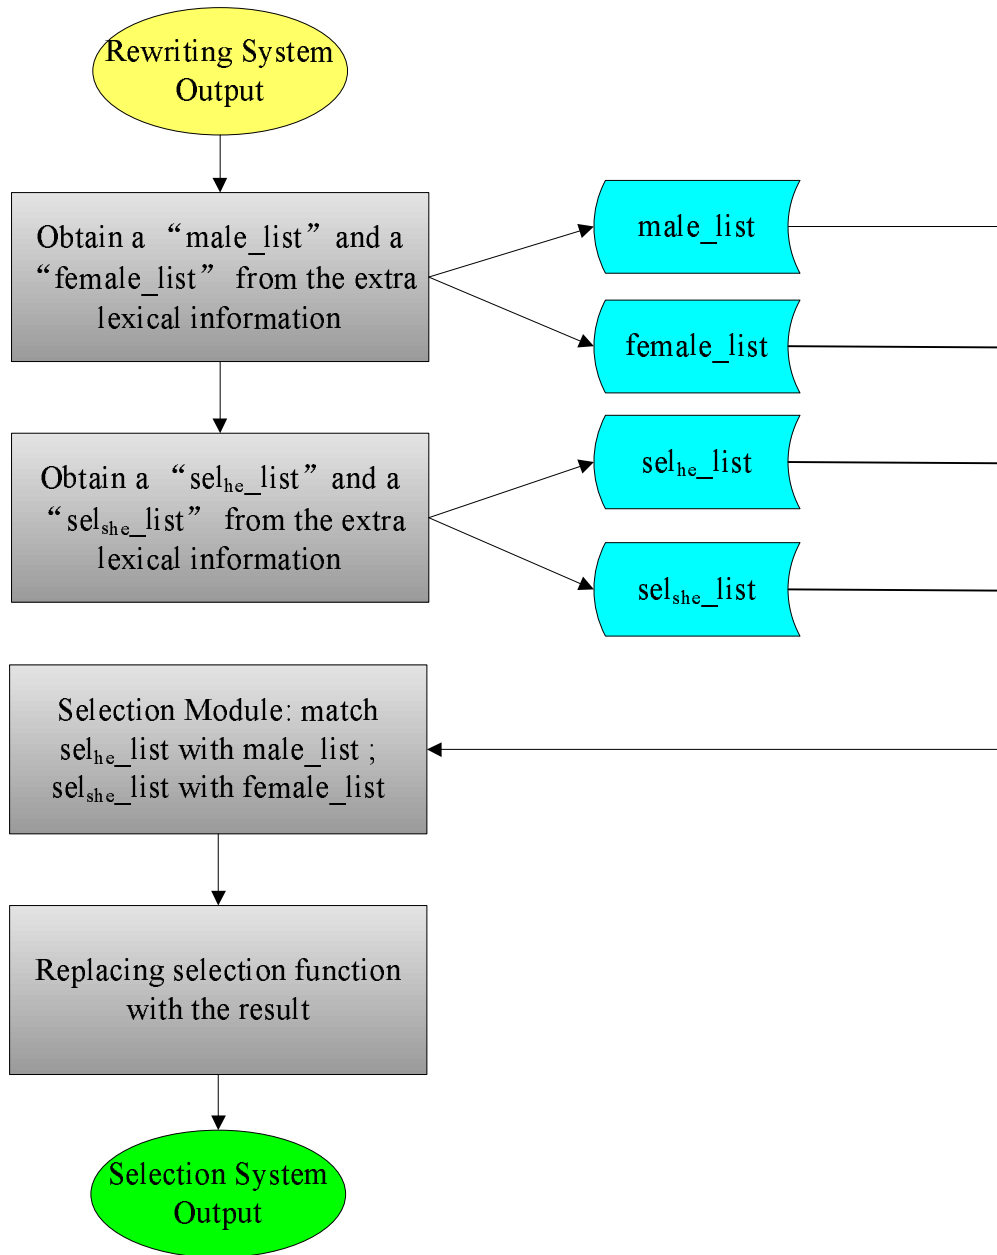 Rewriting System
Output
Obtain a “male_list” and a
“female_list” from the extra
lexical information
male_list
female_list
Obtain a “selhe_list” and a
“selshe_list” from the extra
lexical information
selhe_list
selshe_list
Selection Module: match
selhe_list with male_list ;
selshe_list with female_list
Replacing selection function
with the result
Selection System
Output